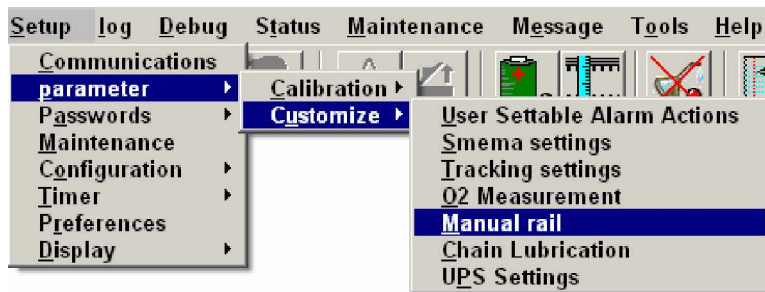 Setup log Debug Status Maintenance Message Tools Help
Communications
parameter
Passwords
Maintenance
Configuration
Timer
Preferences
Display
Calibration
Customize
User Settable Alarm Actions
Smema settings
Tracking settings
O2 Measurement
Manual rail
Chain Lubrication
UPS Settings